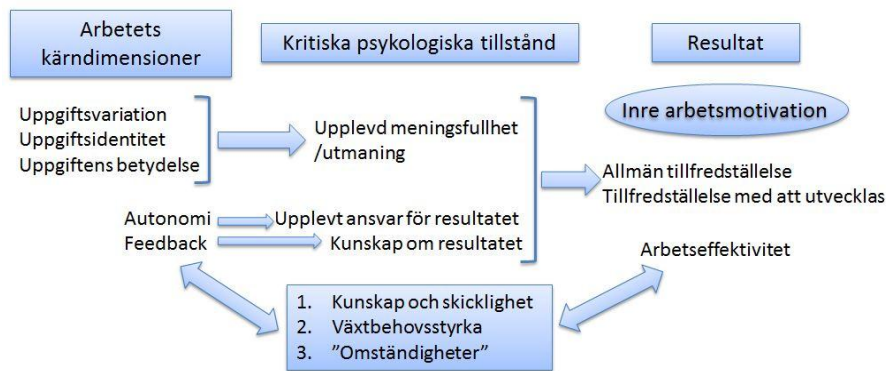 Arbetets
kärndimensioner
Kritiska psykologiska tillstånd
Resultat
Uppgiftsvariation
Uppgiftsidentitet
Uppgiftens betydelse
Upplevd meningsfullhet
/utmaning
Inre arbetsmotivation
Allmän tillfredställelse
Tillfredställelse med att utvecklas
Autonomi
Upplevt ansvar för resultatet
Feedback
Kunskap om resultatet
Arbetseffektivitet
1. Kunskap och skicklighet
2. Växtbehovsstyrka
3. ”Omständigheter”